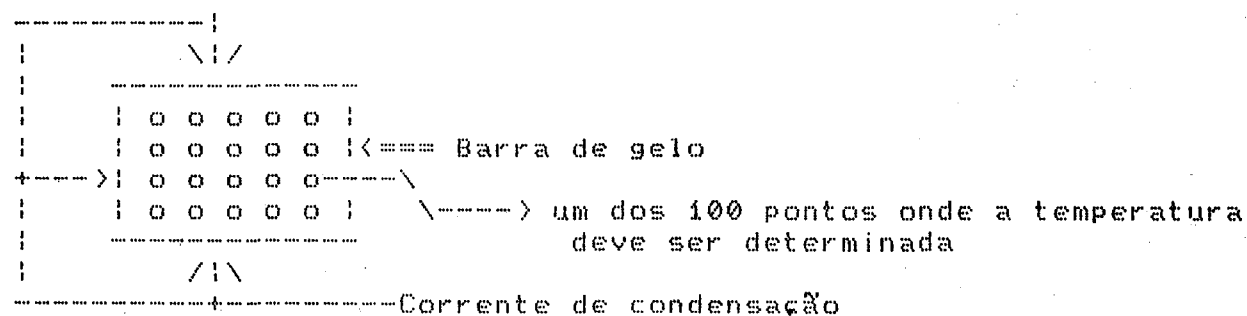 Barra de gelo
um dos 100 pontos onde a temperatura
deve ser determinada
Corrente de condensação